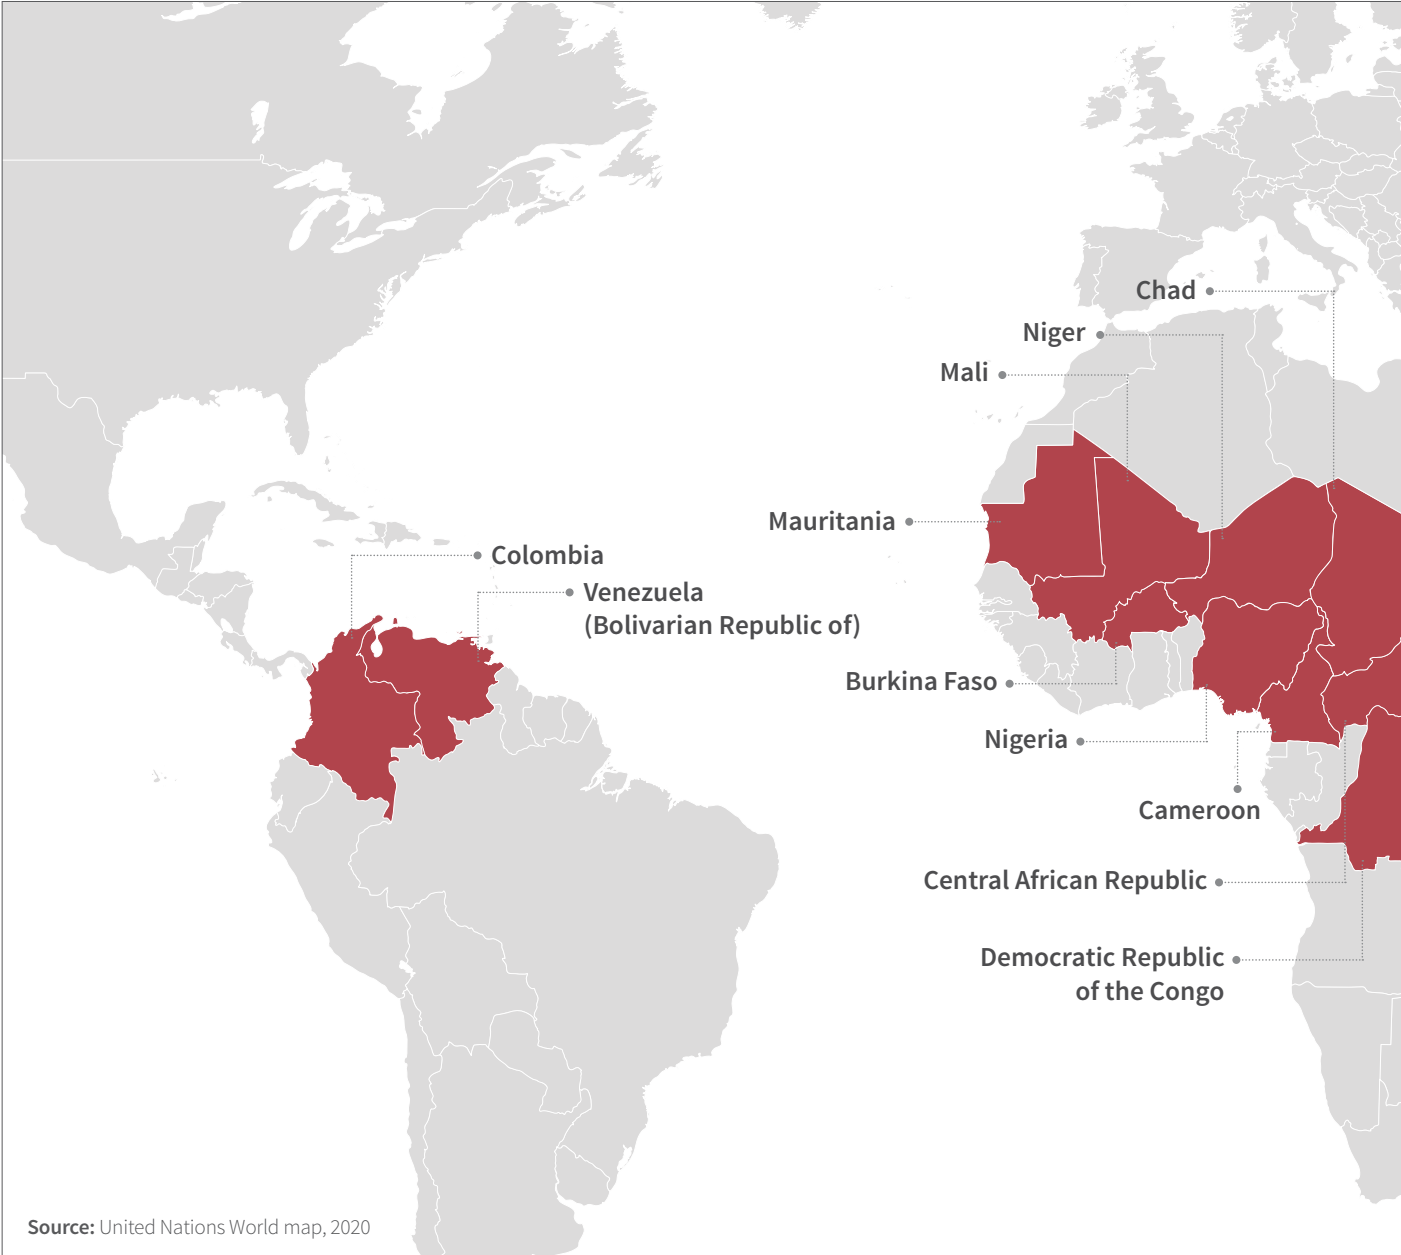 Chad
Niger
Mali
Mauritania
Colombia
Venezuela
(Bolivarian Republic of)
Burkina Faso
Nigeria
Cameroon
Central African Republic
Democratic Republic
of the Congo
Source: United Nations World map, 2020